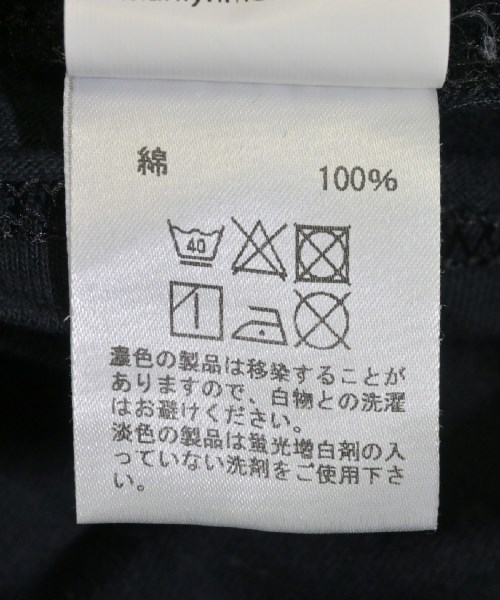 綿 100%
40
濃色の製品は移染することが
ありますので、白物との洗濯
はお避けください。
淡色の製品は蛍光増白剤の入
っていない洗剤をご使用下さ
い。